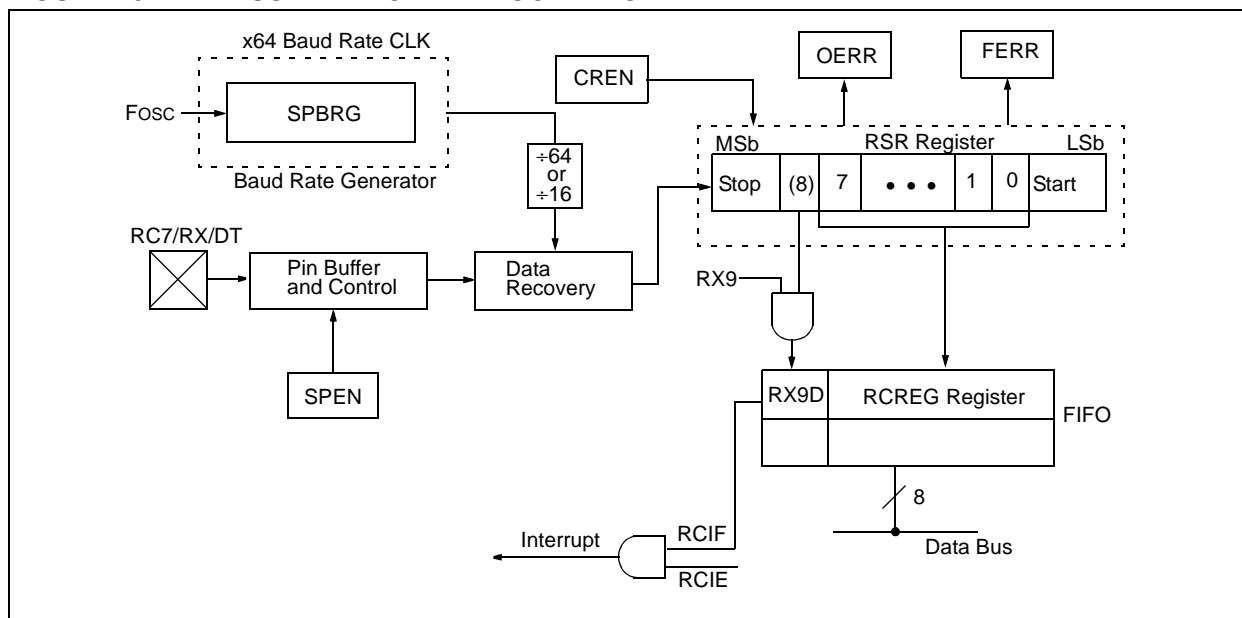 x64 Baud Rate CLK
FOSC
SPBRG
Baud Rate Generator
CREN
OERR
FERR
÷64
or
÷16
MSb
RSR Register
LSb
Stop
(8)
7
• • •
1
0
Start
RC7/RX/DT
Pin Buffer
and Control
Data
Recovery
RX9
SPEN
RX9D
RCREG Register
FIFO
8
Interrupt
RCIF
RCIE
Data Bus